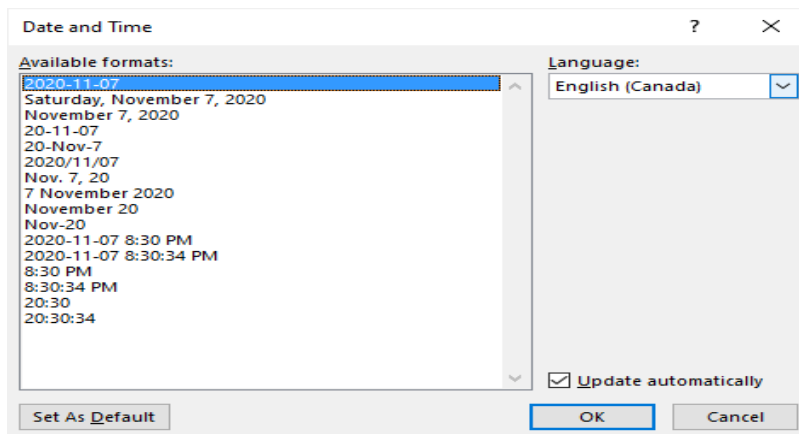 Date and Time
?
Available formats:
Language:
2020-11-07
English (Canada)
Saturday, November 7, 2020
November 7, 2020
20-11-07
20-Nov-7
2020/11/07
Nov. 7, 20
7 November 2020
November 20
Nov-20
2020-11-07 8:30 PM
2020-11-07 8:30:34 PM
8:30 PM
8:30:34 PM
20:30
20:30:34
Update automatically
Set As Default
OK
Cancel